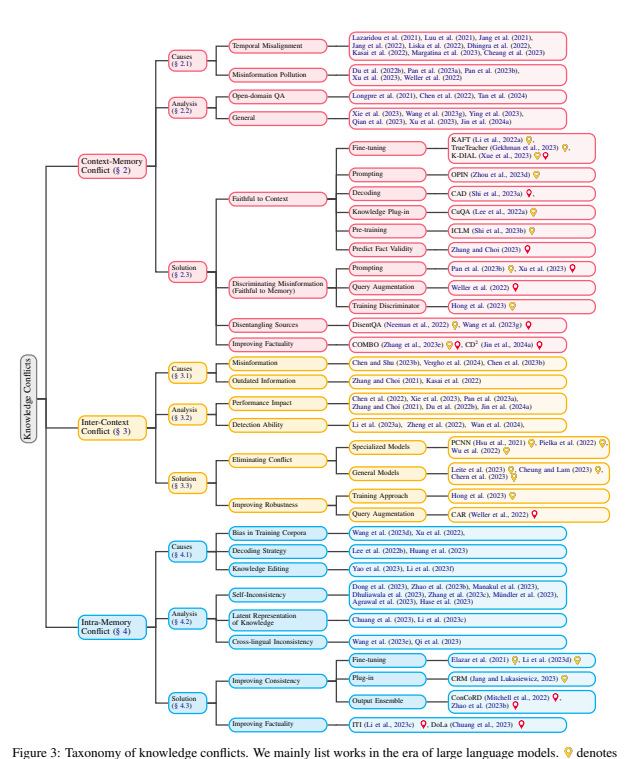 Knowledge Conflicts
Context-Memory
Conflict (§ 2)
Causes
(§ 2.1)
Temporal Misalignment
Lazaridou et al. (2021), Luu et al. (2021), Jang et al. (2021),
Jang et al. (2022), Liska et al. (2022), Dhingra et al. (2022),
Kasai et al. (2022), Margatina et al. (2023), Cheang et al. (2023)
Misinformation Pollution
Du et al. (2022b), Pan et al. (2023a), Pan et al. (2023b),
Xu et al. (2023), Weller et al. (2022)
Analysis
(§ 2.2)
Open-domain QA
Longpre et al. (2021), Chen et al. (2022), Tan et al. (2024)
General
Xie et al. (2023), Wang et al. (2023g), Ying et al. (2023),
Qian et al. (2023), Xu et al. (2023), Jin et al. (2024a)
Solution
(§ 2.3)
Faithful to Context
Fine-tuning
KAFT (Li et al., 2022a) ,
TrueTeacher (Gekhman et al., 2023) ,
K-DIAL (Xue et al., 2023)
Prompting
OPIN (Zhou et al., 2023d)
Decoding
CAD (Shi et al., 2023a) ,
Knowledge Plug-in
CuQA (Lee et al., 2022a)
Pre-training
ICLM (Shi et al., 2023b)
Predict Fact Validity
Zhang and Choi (2023)
Discriminating Misinformation
(Faithful to Memory)
Prompting
Pan et al. (2023b) , Xu et al. (2023)
Query Augmentation
Weller et al. (2022)
Training Discriminator
Hong et al. (2023)
Disentangling Sources
DisentQA (Neeman et al., 2022) , Wang et al. (2023g)
Improving Factuality
COMBO (Zhang et al., 2023e) , CD² (Jin et al., 2024a)
Inter-Context
Conflict (§ 3)
Causes
(§ 3.1)
Misinformation
Chen and Shu (2023b), Vergho et al. (2024), Chen et al. (2023b)
Outdated Information
Zhang and Choi (2021), Kasai et al. (2022)
Analysis
(§ 3.2)
Performance Impact
Chen et al. (2022), Xie et al. (2023), Pan et al. (2023a),
Zhang and Choi (2021), Du et al. (2022b), Jin et al. (2024a)
Detection Ability
Li et al. (2023a), Zheng et al. (2022), Wan et al. (2024),
Solution
(§ 3.3)
Eliminating Conflict
Specialized Models
PCNN (Hsu et al., 2021) , Pielka et al. (2022) ,
Wu et al. (2022)
General Models
Leite et al. (2023) , Cheung and Lam (2023) ,
Chern et al. (2023)
Improving Robustness
Training Approach
Hong et al. (2023)
Query Augmentation
CAR (Weller et al., 2022)
Intra-Memory
Conflict (§ 4)
Causes
(§ 4.1)
Bias in Training Corpora
Wang et al. (2023d), Xu et al. (2022),
Decoding Strategy
Lee et al. (2022b), Huang et al. (2023)
Knowledge Editing
Yao et al. (2023), Li et al. (2023f)
Analysis
(§ 4.2)
Self-Inconsistency
Dong et al. (2023), Zhao et al. (2023b), Manakul et al. (2023),
Dhuliawala et al. (2023), Zhang et al. (2023c), Mündler et al. (2023),
Agrawal et al. (2023), Hase et al. (2023)
Latent Representation
of Knowledge
Chuang et al. (2023), Li et al. (2023c)
Cross-lingual Inconsistency
Wang et al. (2023e), Qi et al. (2023)
Solution
(§ 4.3)
Improving Consistency
Fine-tuning
Elazar et al. (2021) , Li et al. (2023d)
Plug-in
CRM (Jang and Lukasiewicz, 2023)
Output Ensemble
ConCoRD (Mitchell et al., 2022) ,
Zhao et al. (2023b)
Improving Factuality
ITI (Li et al., 2023c) , DoLa (Chuang et al., 2023)
Figure 3: Taxonomy of knowledge conflicts. We mainly list works in the era of large language models. denotes